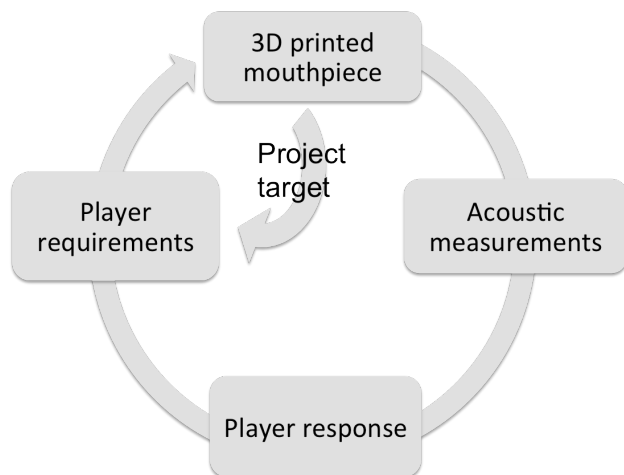 3D printed
mouthpiece
Project
target
Player
requirements
Acoustic
measurements
Player response